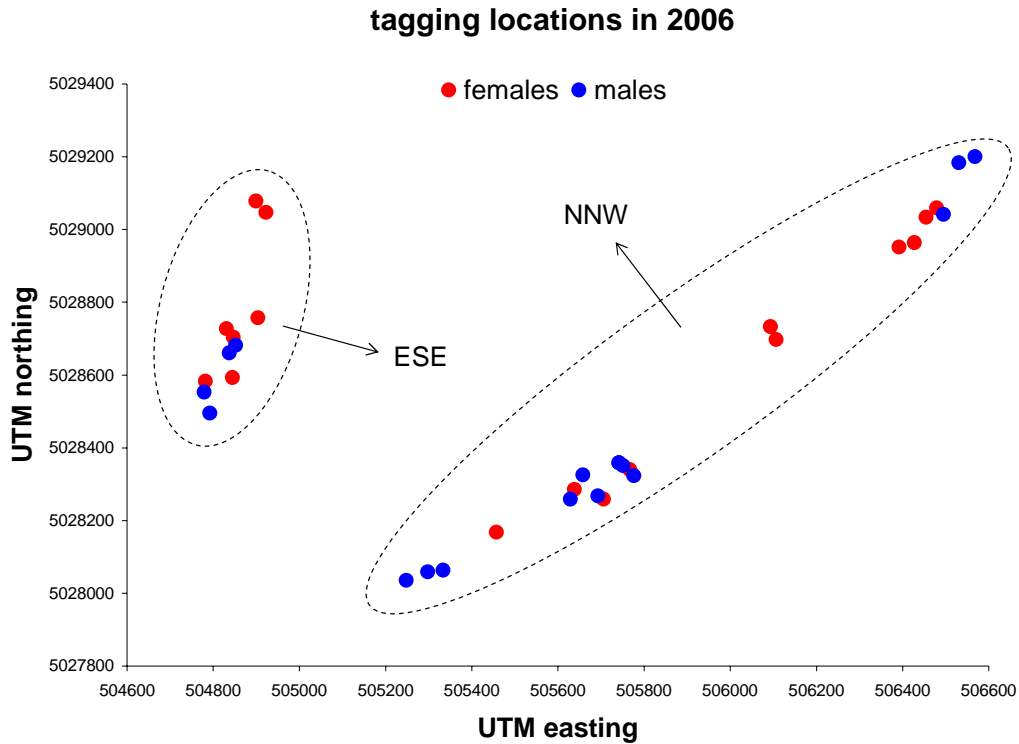 tagging locations in 2006
females males
5029400
5029200
5029000
5028800
5028600
5028400
5028200
5028000
5027800
UTM northing
NNW
ESE
504600 504800 505000 505200 505400 505600 505800 506000 506200 506400 506600
UTM easting